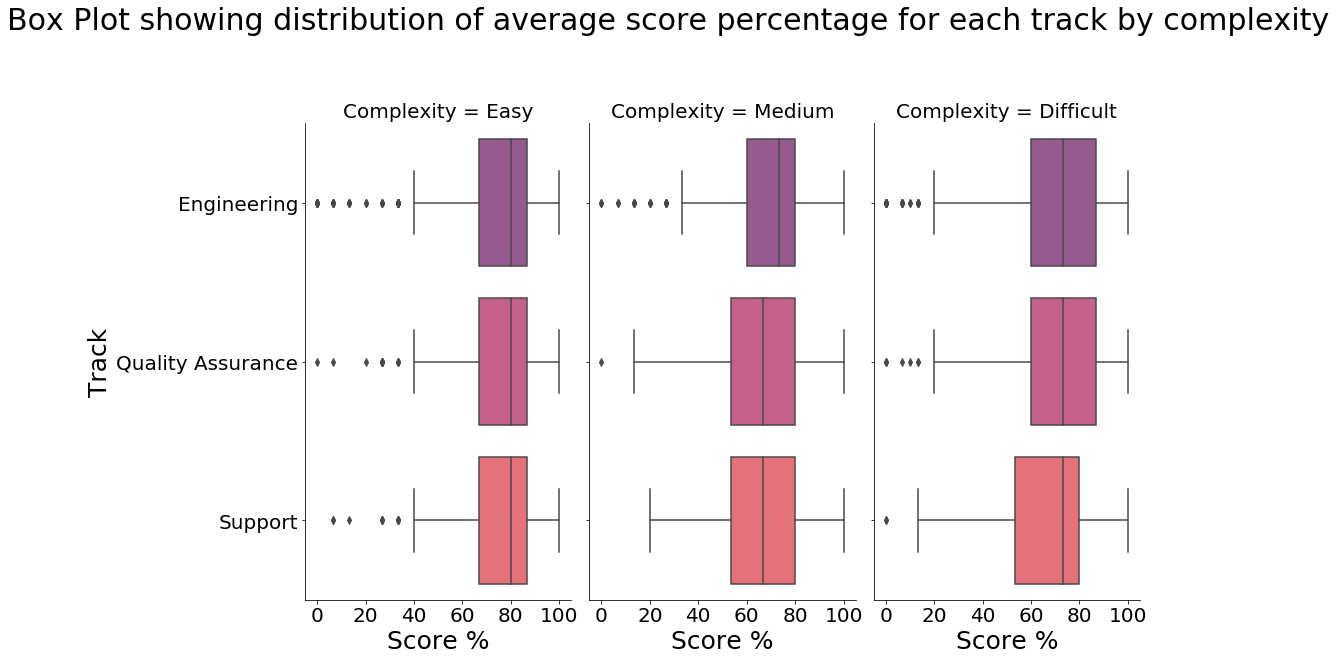 Box Plot showing distribution of average score percentage for each track by complexity
Complexity = Easy
Complexity = Medium
Complexity = Difficult
Track
Engineering
Quality Assurance
Support
0 20 40 60 80 100
0 20 40 60 80 100
0 20 40 60 80 100
Score %
Score %
Score %